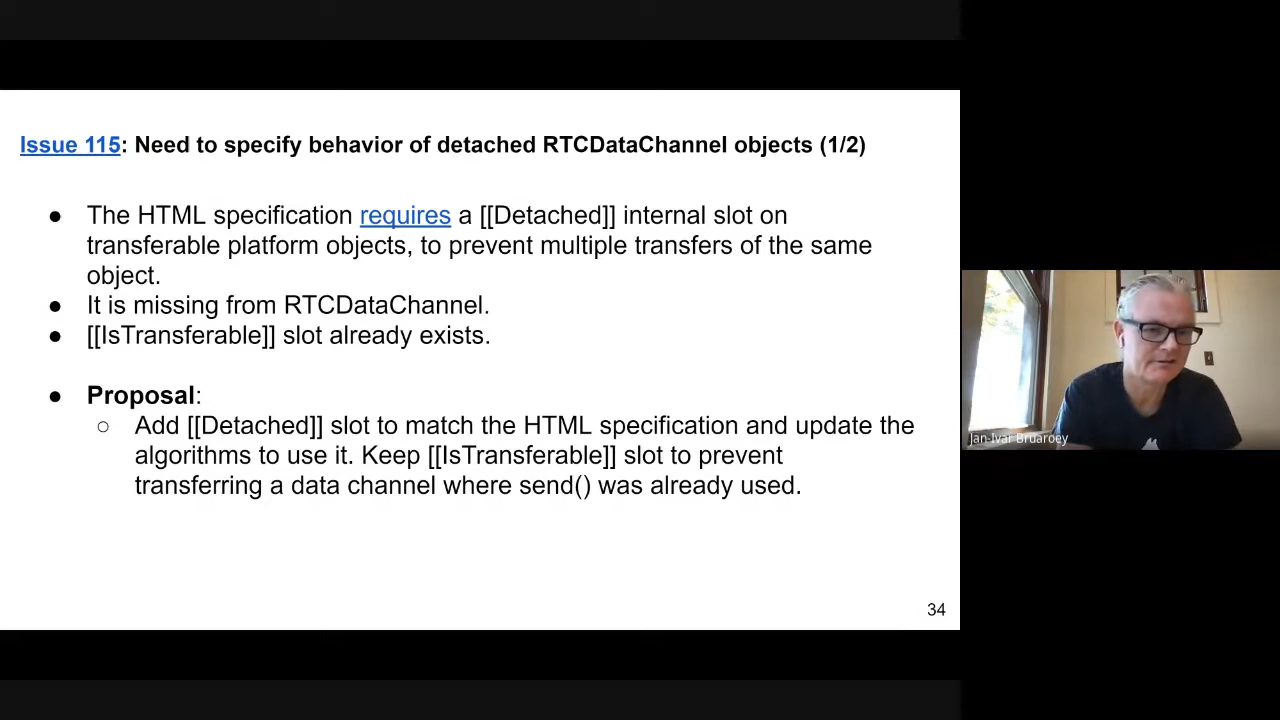 Issue 115: Need to specify behavior of detached RTCDataChannel objects (1/2)
● The HTML specification requires a [[Detached]] internal slot on
transferable platform objects, to prevent multiple transfers of the same
object.
● It is missing from RTCDataChannel.
● [[IsTransferable]] slot already exists.
● Proposal:
○ Add [[Detached]] slot to match the HTML specification and update the
algorithms to use it. Keep [[IsTransferable]] slot to prevent
transferring a data channel where send() was already used.
34
Jan-Ivar Bruaroey